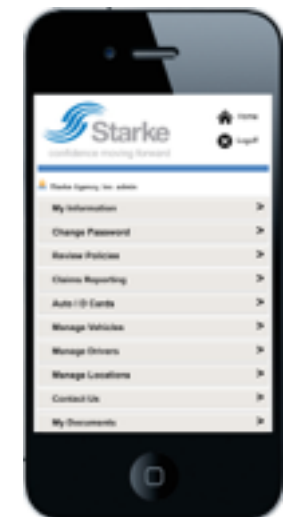 Starke
confidence moving forward
Home
Logoff
Starke Agency, Inc. admin
My Information
Change Password
Review Policies
Claims Reporting
Auto I D Cards
Manage Vehicles
Manage Drivers
Manage Locations
Contact Us
My Documents